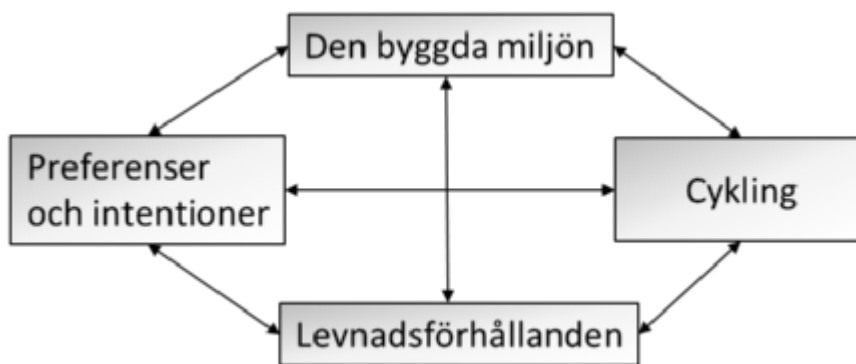 Den byggda miljön
Preferenser
och intentioner
Cykling
Levnadsförhållanden